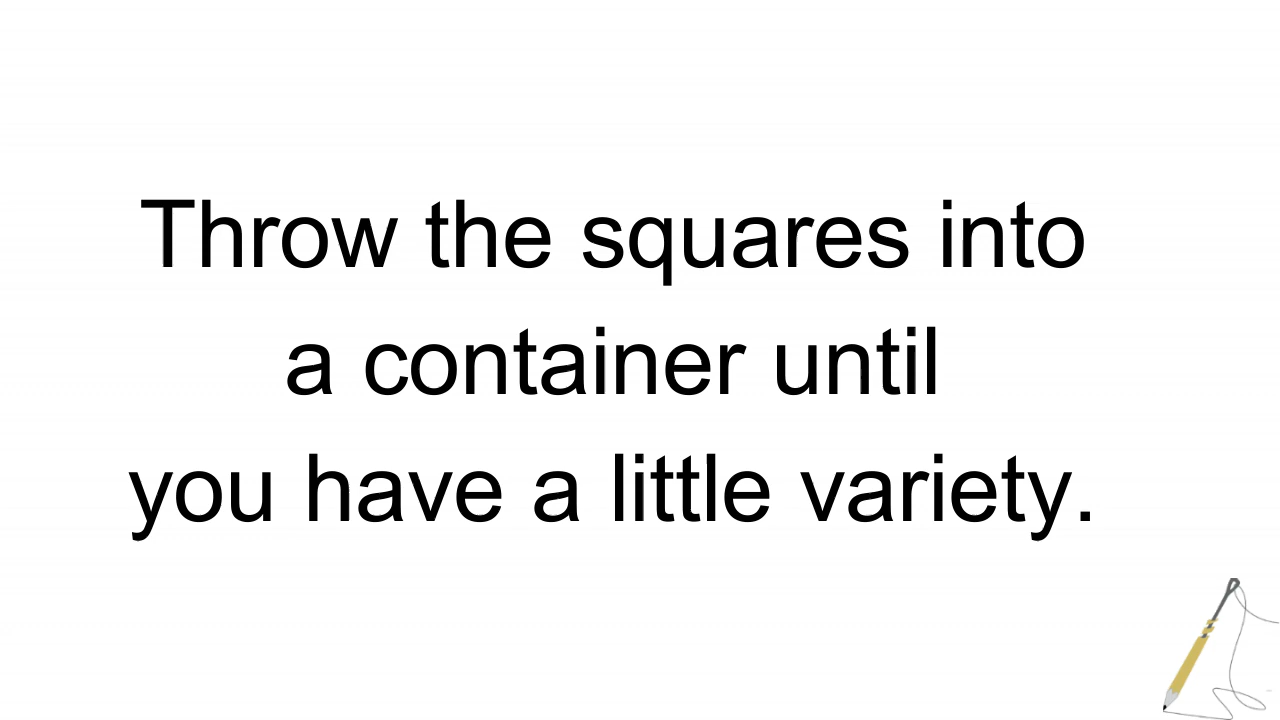 Throw the squares into
a container until
you have a little variety.